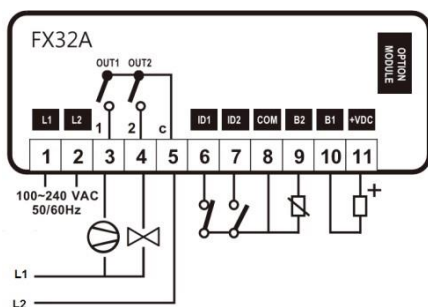 FX32A
OPTION
MODULE
OUT1 OUT2
L1 L2 1 2 c ID1 ID2 COM B2 B1 +VDC
1 2 3 4 5 6 7 8 9 10 11
100~240 VAC
50/60Hz
+
L1
L2